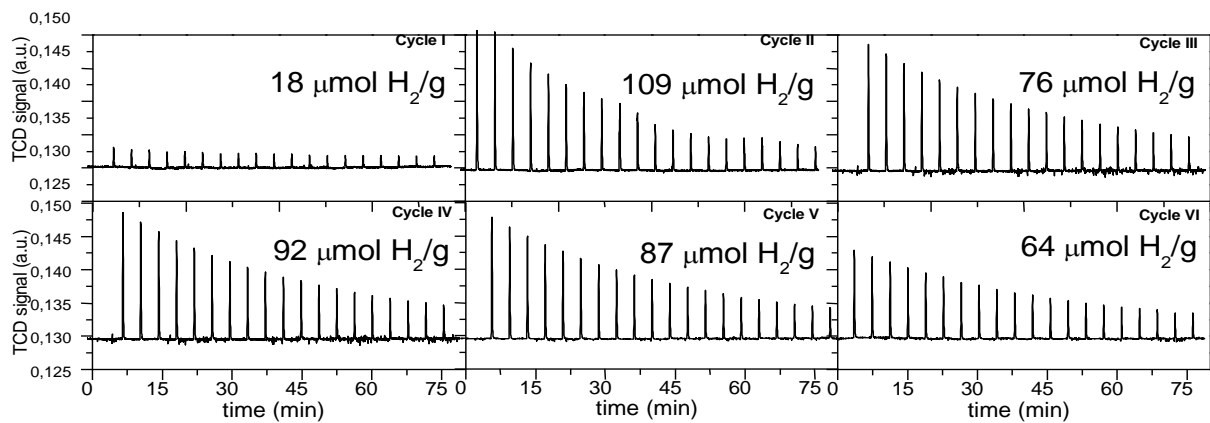 0,150
0,145
0,140
0,135
0,130
0,125
TCD signal (a.u.)
Cycle I
18 μmol H2/g
Cycle II
109 μmol H2/g
Cycle III
76 μmol H2/g
0,150
0,145
0,140
0,135
0,130
0,125
TCD signal (a.u.)
Cycle IV
92 μmol H2/g
Cycle V
87 μmol H2/g
Cycle VI
64 μmol H2/g
0 15 30 45 60 75 0 15 30 45 60 75 0 15 30 45 60 75
time (min) time (min) time (min)